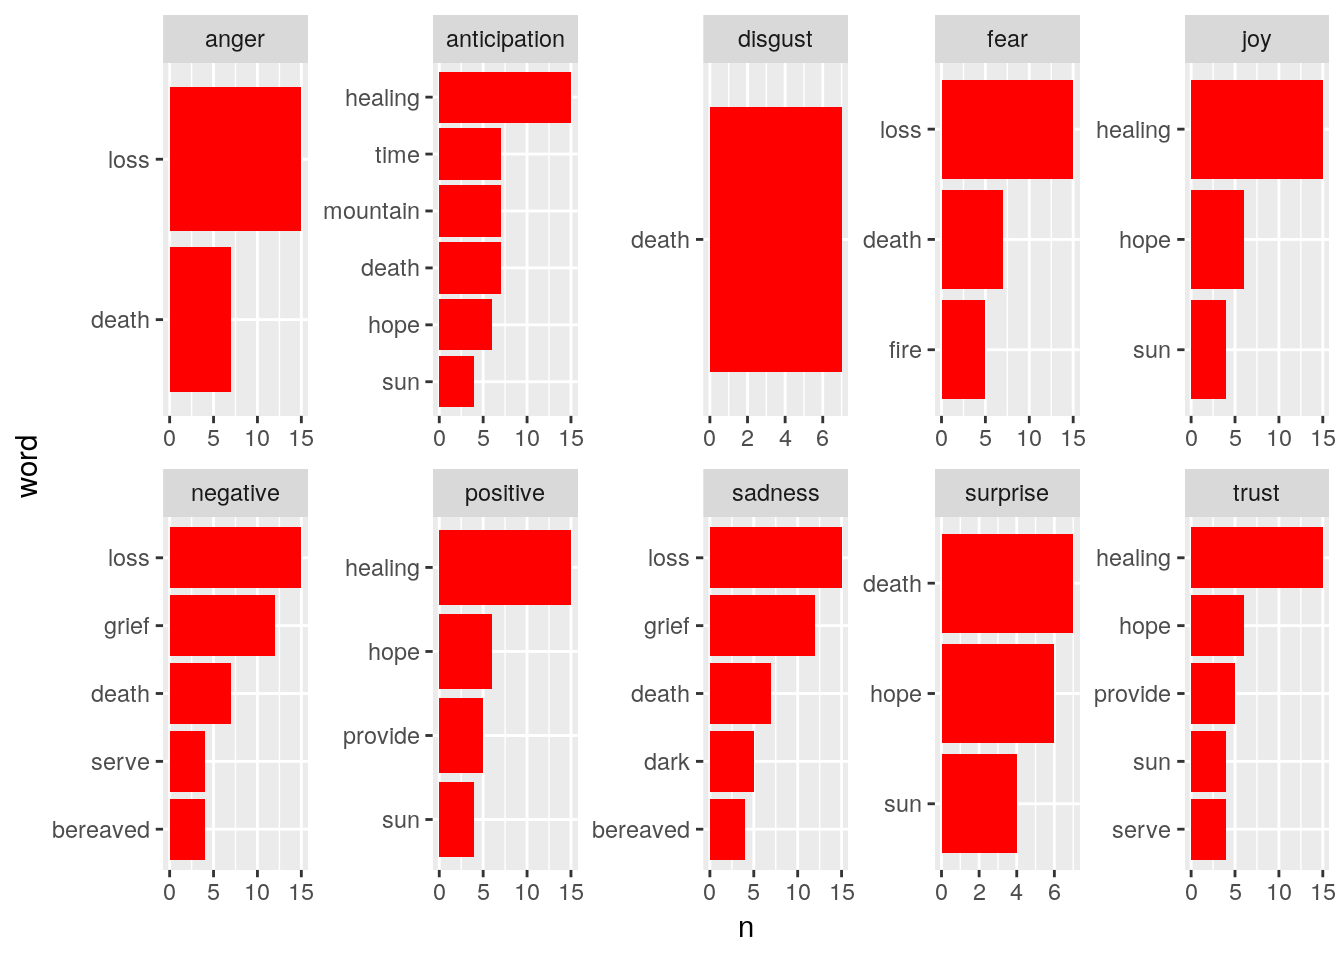 anger
anticipation
disgust
fear
joy
loss
death
0 5 10 15
healing
time
mountain
death
hope
sun
0 5 10 15
death
0 2 4 6
loss
death
fire
0 5 10 15
healing
hope
sun
0 5 10 15
word
negative
positive
sadness
surprise
trust
loss
grief
death
serve
bereaved
0 5 10 15
healing
hope
provide
sun
0 5 10 15
loss
grief
death
dark
bereaved
0 5 10 15
death
hope
sun
0 2 4 6
healing
hope
provide
sun
serve
0 5 10 15
n